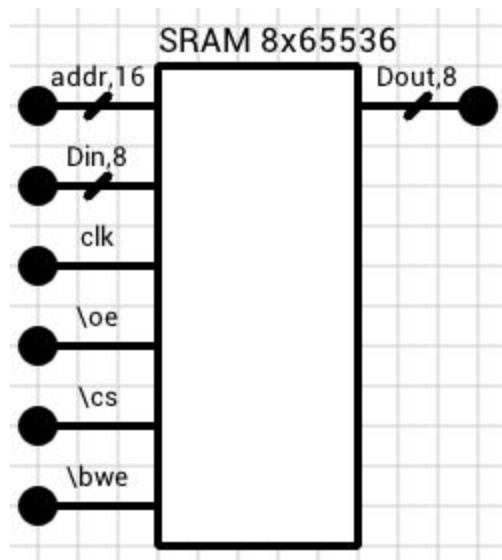 SRAM 8x65536
addr,16
Dout,8
Din,8
clk
\oe
\cs
\bwe